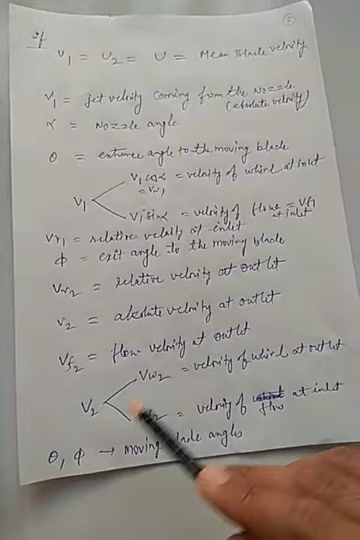 ③
If
U₁ = U₂ = U = Mean Blade velocity
V₁ = Jet velocity coming from the Nozzle
(absolute velocity)
α = Nozzle angle
θ = entrance angle to the moving blade
V₁ cosα = velocity of whirl at inlet
= Vw₁
V₁
V₁ sinα = velocity of flow = Vf₁
at inlet
Vr₁ = relative velocity at inlet
φ = exit angle to the moving blade
Vr₂ = relative velocity at outlet
V₂ = absolute velocity at outlet
Vf₂ = flow velocity at outlet
Vw₂ = velocity of whirl at outlet
V₂
= velocity of flow at inlet
θ, φ → moving blade angles